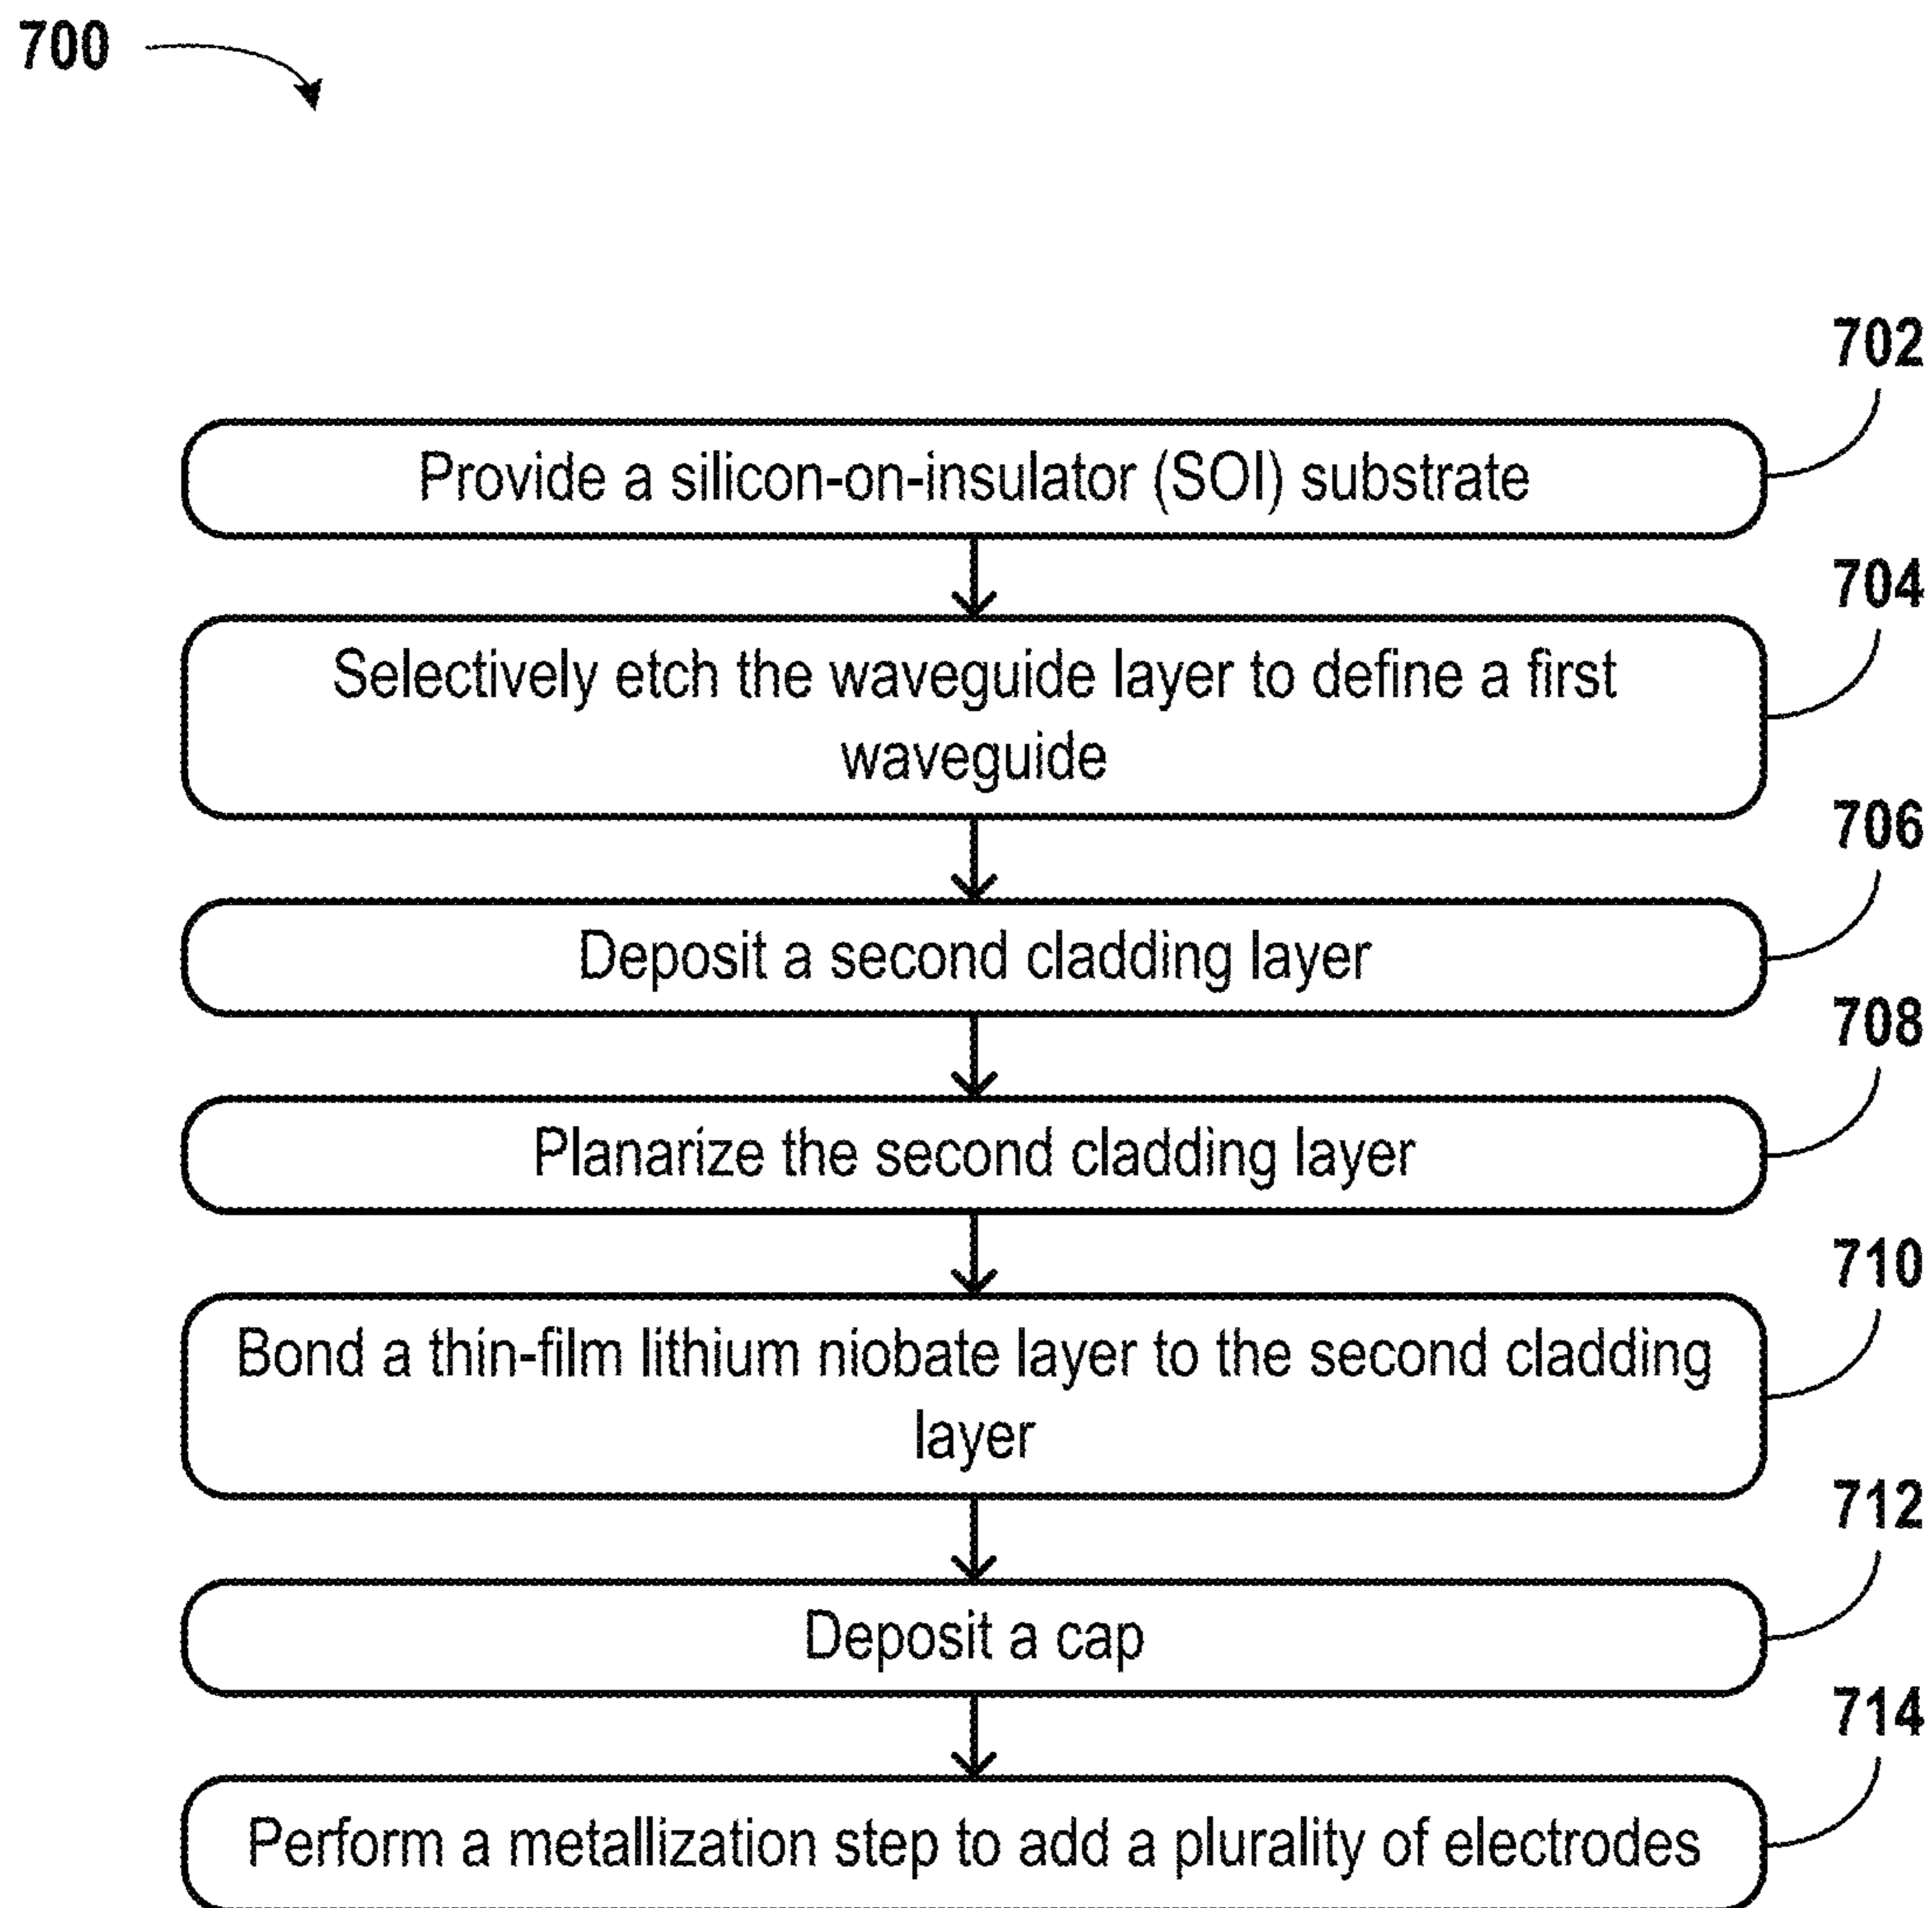 700
702
Provide a silicon-on-insulator (SOI) substrate
704
Selectively etch the waveguide layer to define a first
waveguide
706
Deposit a second cladding layer
708
Planarize the second cladding layer
710
Bond a thin-film lithium niobate layer to the second cladding
layer
712
Deposit a cap
714
Perform a metallization step to add a plurality of electrodes